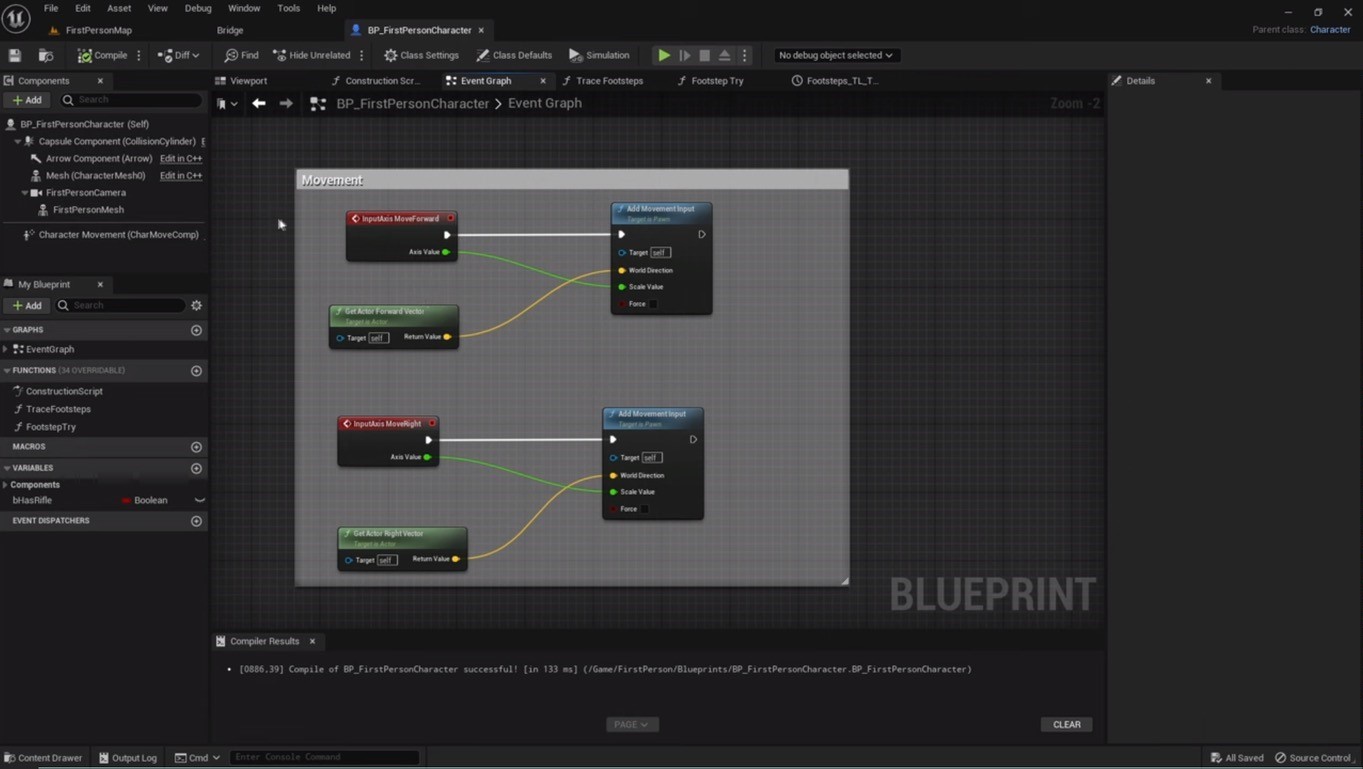 File Edit Asset View Debug Window Tools Help
FirstPersonMap Bridge BP_FirstPersonCharacter
Parent class: Character
Compile Diff Find Hide Unrelated Class Settings Class Defaults Simulation No debug object selected
Components
Viewport Construction Scr... Event Graph Trace Footsteps Footstep Try Footsteps_TL_T... Details
+ Add Search
BP_FirstPersonCharacter > Event Graph
Zoom -2
BP_FirstPersonCharacter (Self)
Capsule Component (CollisionCylinder) E
Arrow Component (Arrow) Edit in C++
Mesh (CharacterMesh0) Edit in C++
FirstPersonCamera
FirstPersonMesh
Character Movement (CharMoveComp)
My Blueprint
+ Add Search
GRAPHS
EventGraph
FUNCTIONS (34 OVERRIDABLE)
ConstructionScript
TraceFootsteps
FootstepTry
MACROS
VARIABLES
Components
bHasRifle Boolean
EVENT DISPATCHERS
Movement
InputAxis MoveForward
Axis Value
Add Movement Input
Target is Pawn
Target self
World Direction
Scale Value
Force
Get Actor Forward Vector
Target is Actor
Target self Return Value
InputAxis MoveRight
Axis Value
Add Movement Input
Target is Pawn
Target self
World Direction
Scale Value
Force
Get Actor Right Vector
Target is Actor
Target self Return Value
BLUEPRINT
Compiler Results
[0886,39] Compile of BP_FirstPersonCharacter successful! [in 133 ms] (/Game/FirstPerson/Blueprints/BP_FirstPersonCharacter.BP_FirstPersonCharacter)
PAGE
CLEAR
Content Drawer Output Log Cmd Enter Console Command All Saved Source Control